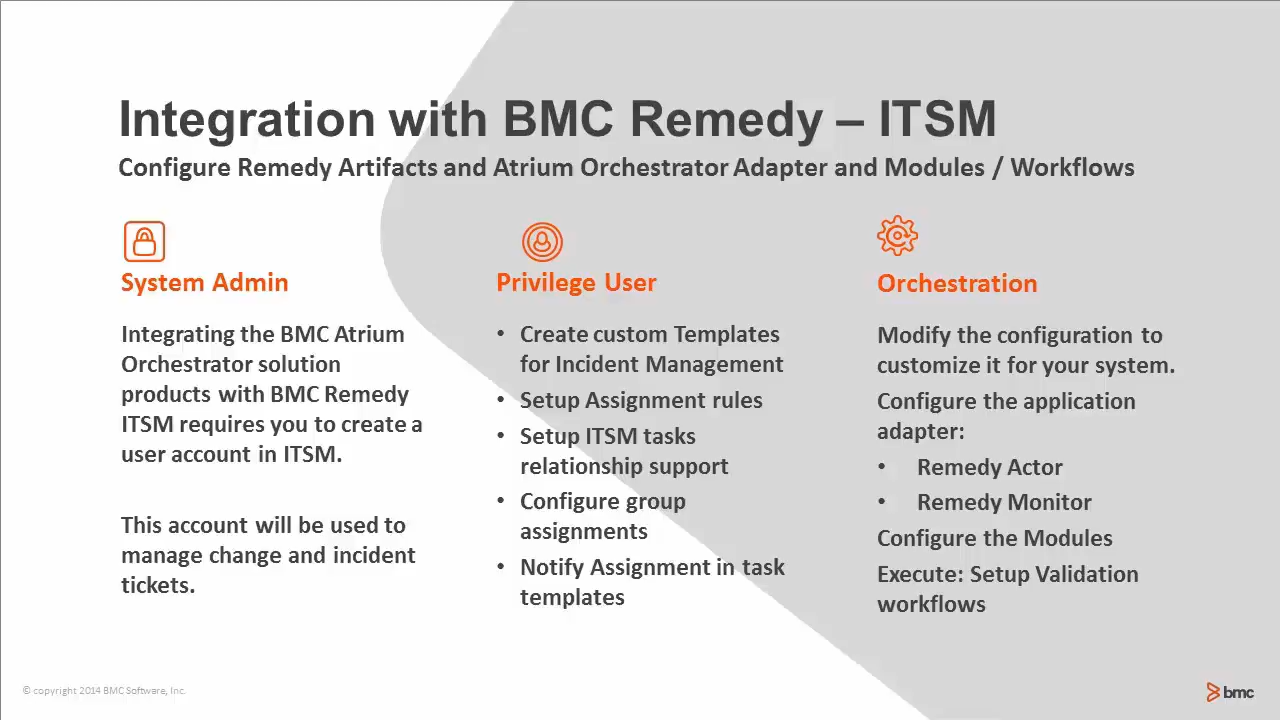 Integration with BMC Remedy – ITSM
Configure Remedy Artifacts and Atrium Orchestrator Adapter and Modules / Workflows
System Admin
Integrating the BMC Atrium
Orchestrator solution
products with BMC Remedy
ITSM requires you to create a
user account in ITSM.
This account will be used to
manage change and incident
tickets.
Privilege User
• Create custom Templates
for Incident Management
• Setup Assignment rules
• Setup ITSM tasks
relationship support
• Configure group
assignments
• Notify Assignment in task
templates
Orchestration
Modify the configuration to
customize it for your system.
Configure the application
adapter:
• Remedy Actor
• Remedy Monitor
Configure the Modules
Execute: Setup Validation
workflows
© copyright 2014 BMC Software, Inc.
bmc